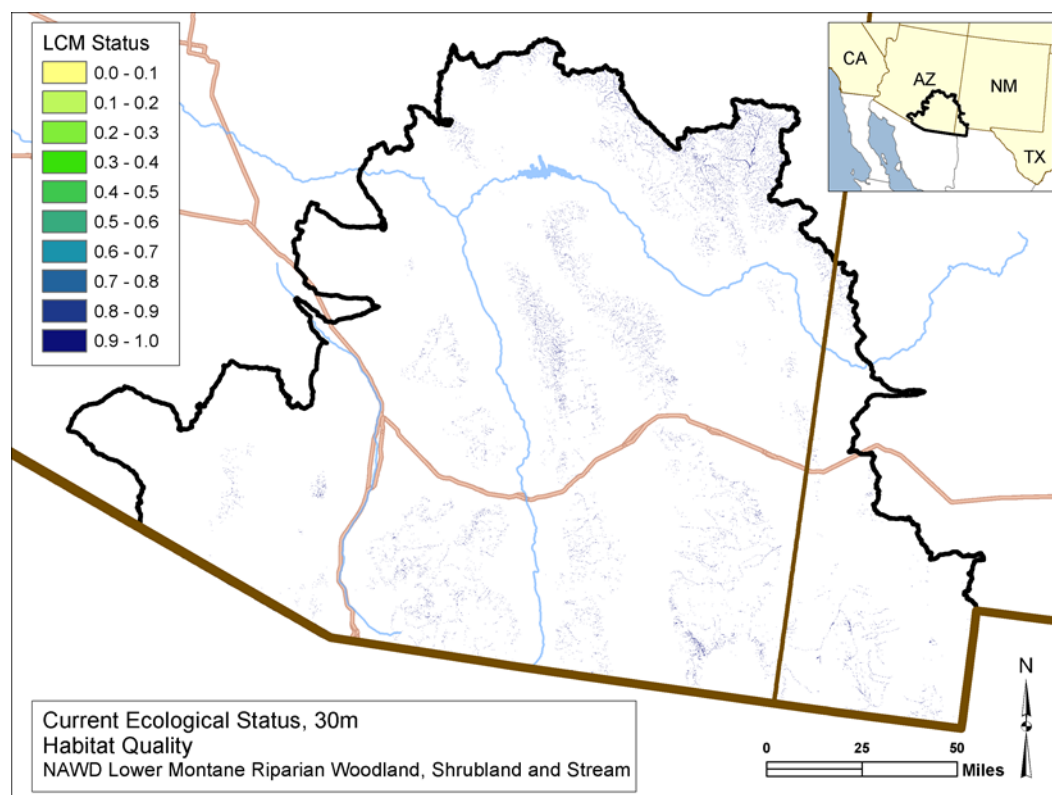 LCM Status
0.0 - 0.1
0.1 - 0.2
0.2 - 0.3
0.3 - 0.4
0.4 - 0.5
0.5 - 0.6
0.6 - 0.7
0.7 - 0.8
0.8 - 0.9
0.9 - 1.0
CA
AZ
NM
TX
Current Ecological Status, 30m
Habitat Quality
NAWD Lower Montane Riparian Woodland, Shrubland and Stream
N
0 25 50
Miles